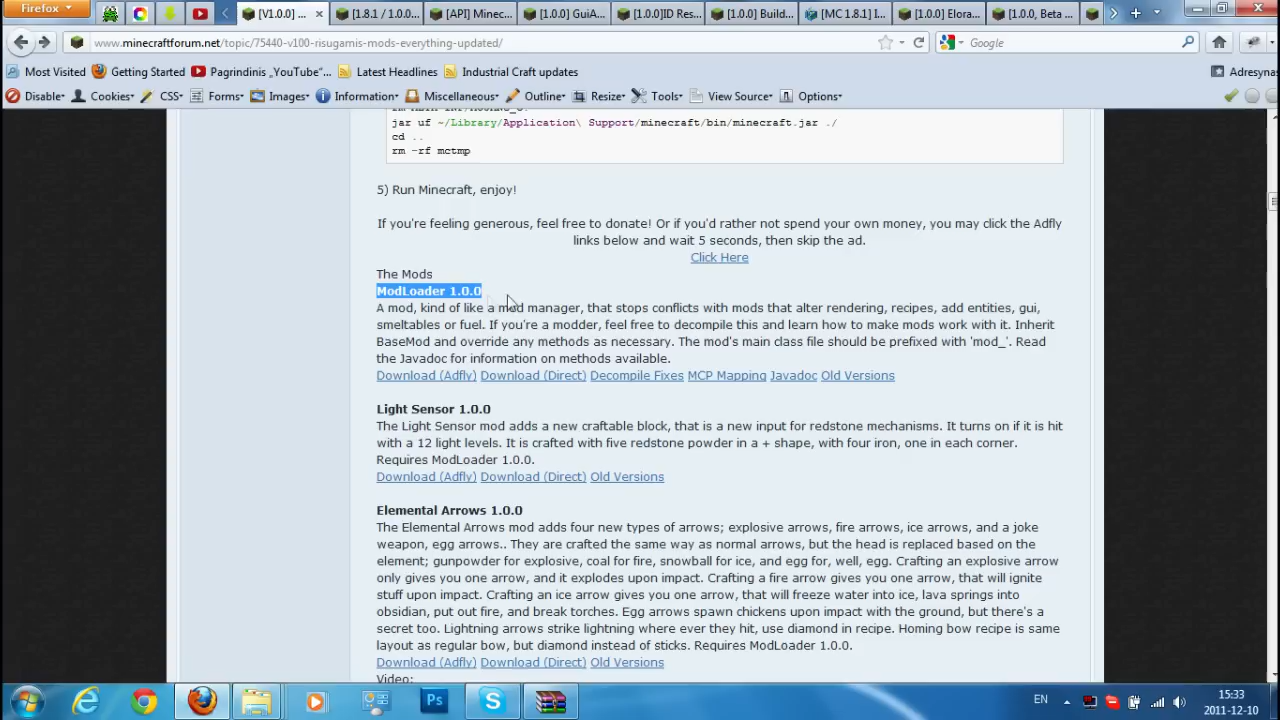 Firefox
[V1.0.0] ...
[1.8.1 / 1.0.0...
[API] Minec...
[1.0.0] GuiA...
[1.0.0]ID Res...
[1.0.0] Build...
[MC 1.8.1] I...
[1.0.0] Elora...
[1.0.0, Beta ...
www.minecraftforum.net/topic/75440-v100-risugamis-mods-everything-updated/
Google
Most Visited
Getting Started
Pagrindinis „YouTube“...
Latest Headlines
Industrial Craft updates
Adresynas
Disable
Cookies
CSS
Forms
Images
Information
Miscellaneous
Outline
Resize
Tools
View Source
Options
jar uf ~/Library/Application\ Support/minecraft/bin/minecraft.jar ./
cd ..
rm -rf mctmp
5) Run Minecraft, enjoy!
If you're feeling generous, feel free to donate! Or if you'd rather not spend your own money, you may click the Adfly
links below and wait 5 seconds, then skip the ad.
Click Here
The Mods
ModLoader 1.0.0
A mod, kind of like a mod manager, that stops conflicts with mods that alter rendering, recipes, add entities, gui,
smeltables or fuel. If you're a modder, feel free to decompile this and learn how to make mods work with it. Inherit
BaseMod and override any methods as necessary. The mod's main class file should be prefixed with 'mod_'. Read
the Javadoc for information on methods available.
Download (Adfly) Download (Direct) Decompile Fixes MCP Mapping Javadoc Old Versions
Light Sensor 1.0.0
The Light Sensor mod adds a new craftable block, that is a new input for redstone mechanisms. It turns on if it is hit
with a 12 light levels. It is crafted with five redstone powder in a + shape, with four iron, one in each corner.
Requires ModLoader 1.0.0.
Download (Adfly) Download (Direct) Old Versions
Elemental Arrows 1.0.0
The Elemental Arrows mod adds four new types of arrows; explosive arrows, fire arrows, ice arrows, and a joke
weapon, egg arrows.. They are crafted the same way as normal arrows, but the head is replaced based on the
element; gunpowder for explosive, coal for fire, snowball for ice, and egg for, well, egg. Crafting an explosive arrow
only gives you one arrow, and it explodes upon impact. Crafting a fire arrow gives you one arrow, that will ignite
stuff upon impact. Crafting an ice arrow gives you one arrow, that will freeze water into ice, lava springs into
obsidian, put out fire, and break torches. Egg arrows spawn chickens upon impact with the ground, but there's a
secret too. Lightning arrows strike lightning where ever they hit, use diamond in recipe. Homing bow recipe is same
layout as regular bow, but diamond instead of sticks. Requires ModLoader 1.0.0.
Download (Adfly) Download (Direct) Old Versions
Video:
Ps
EN
15:33
2011-12-10